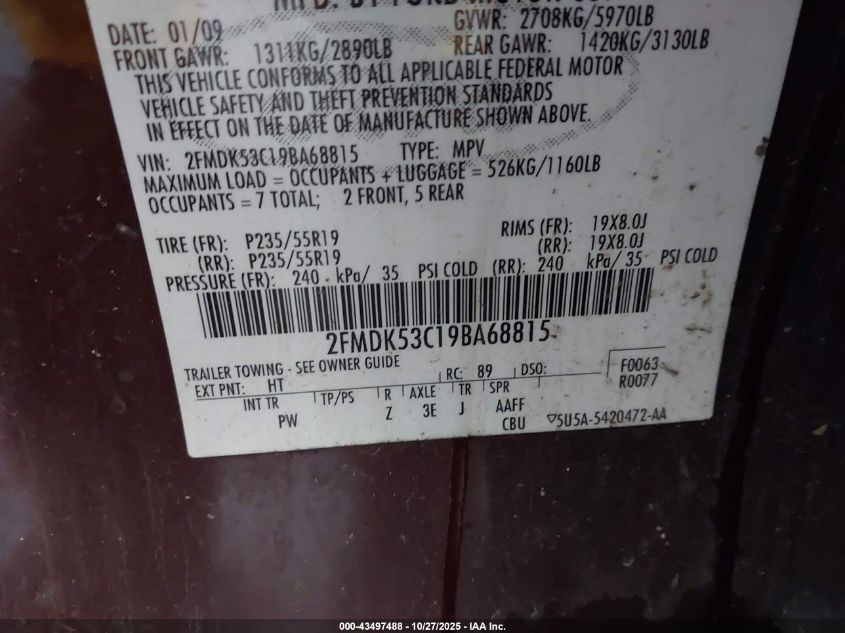 MFD. BY FORD MOTOR CO.
DATE: 01/09 GVWR: 2708KG/5970LB
FRONT GAWR: 1311KG/2890LB REAR GAWR: 1420KG/3130LB
THIS VEHICLE CONFORMS TO ALL APPLICABLE FEDERAL MOTOR
VEHICLE SAFETY AND THEFT PREVENTION STANDARDS
IN EFFECT ON THE DATE OF MANUFACTURE SHOWN ABOVE.
VIN: 2FMDK53C19BA68815 TYPE: MPV
MAXIMUM LOAD = OCCUPANTS + LUGGAGE = 526KG/1160LB
OCCUPANTS = 7 TOTAL; 2 FRONT, 5 REAR
TIRE (FR): P235/55R19 RIMS (FR): 19X8.0J
(RR): P235/55R19 (RR): 19X8.0J
PRESSURE (FR): 240 kPa/ 35 PSI COLD (RR): 240 kPa/ 35 PSI COLD
2FMDK53C19BA68815
TRAILER TOWING - SEE OWNER GUIDE
EXT PNT: HT RC: 89 DSO: F0063
R0077
INT TR TP/PS R AXLE TR SPR
PW Z 3E J AAFF
CBU ▽5U5A-5420472-AA
000-43497488 | 10/27/2025 - IAA Inc.